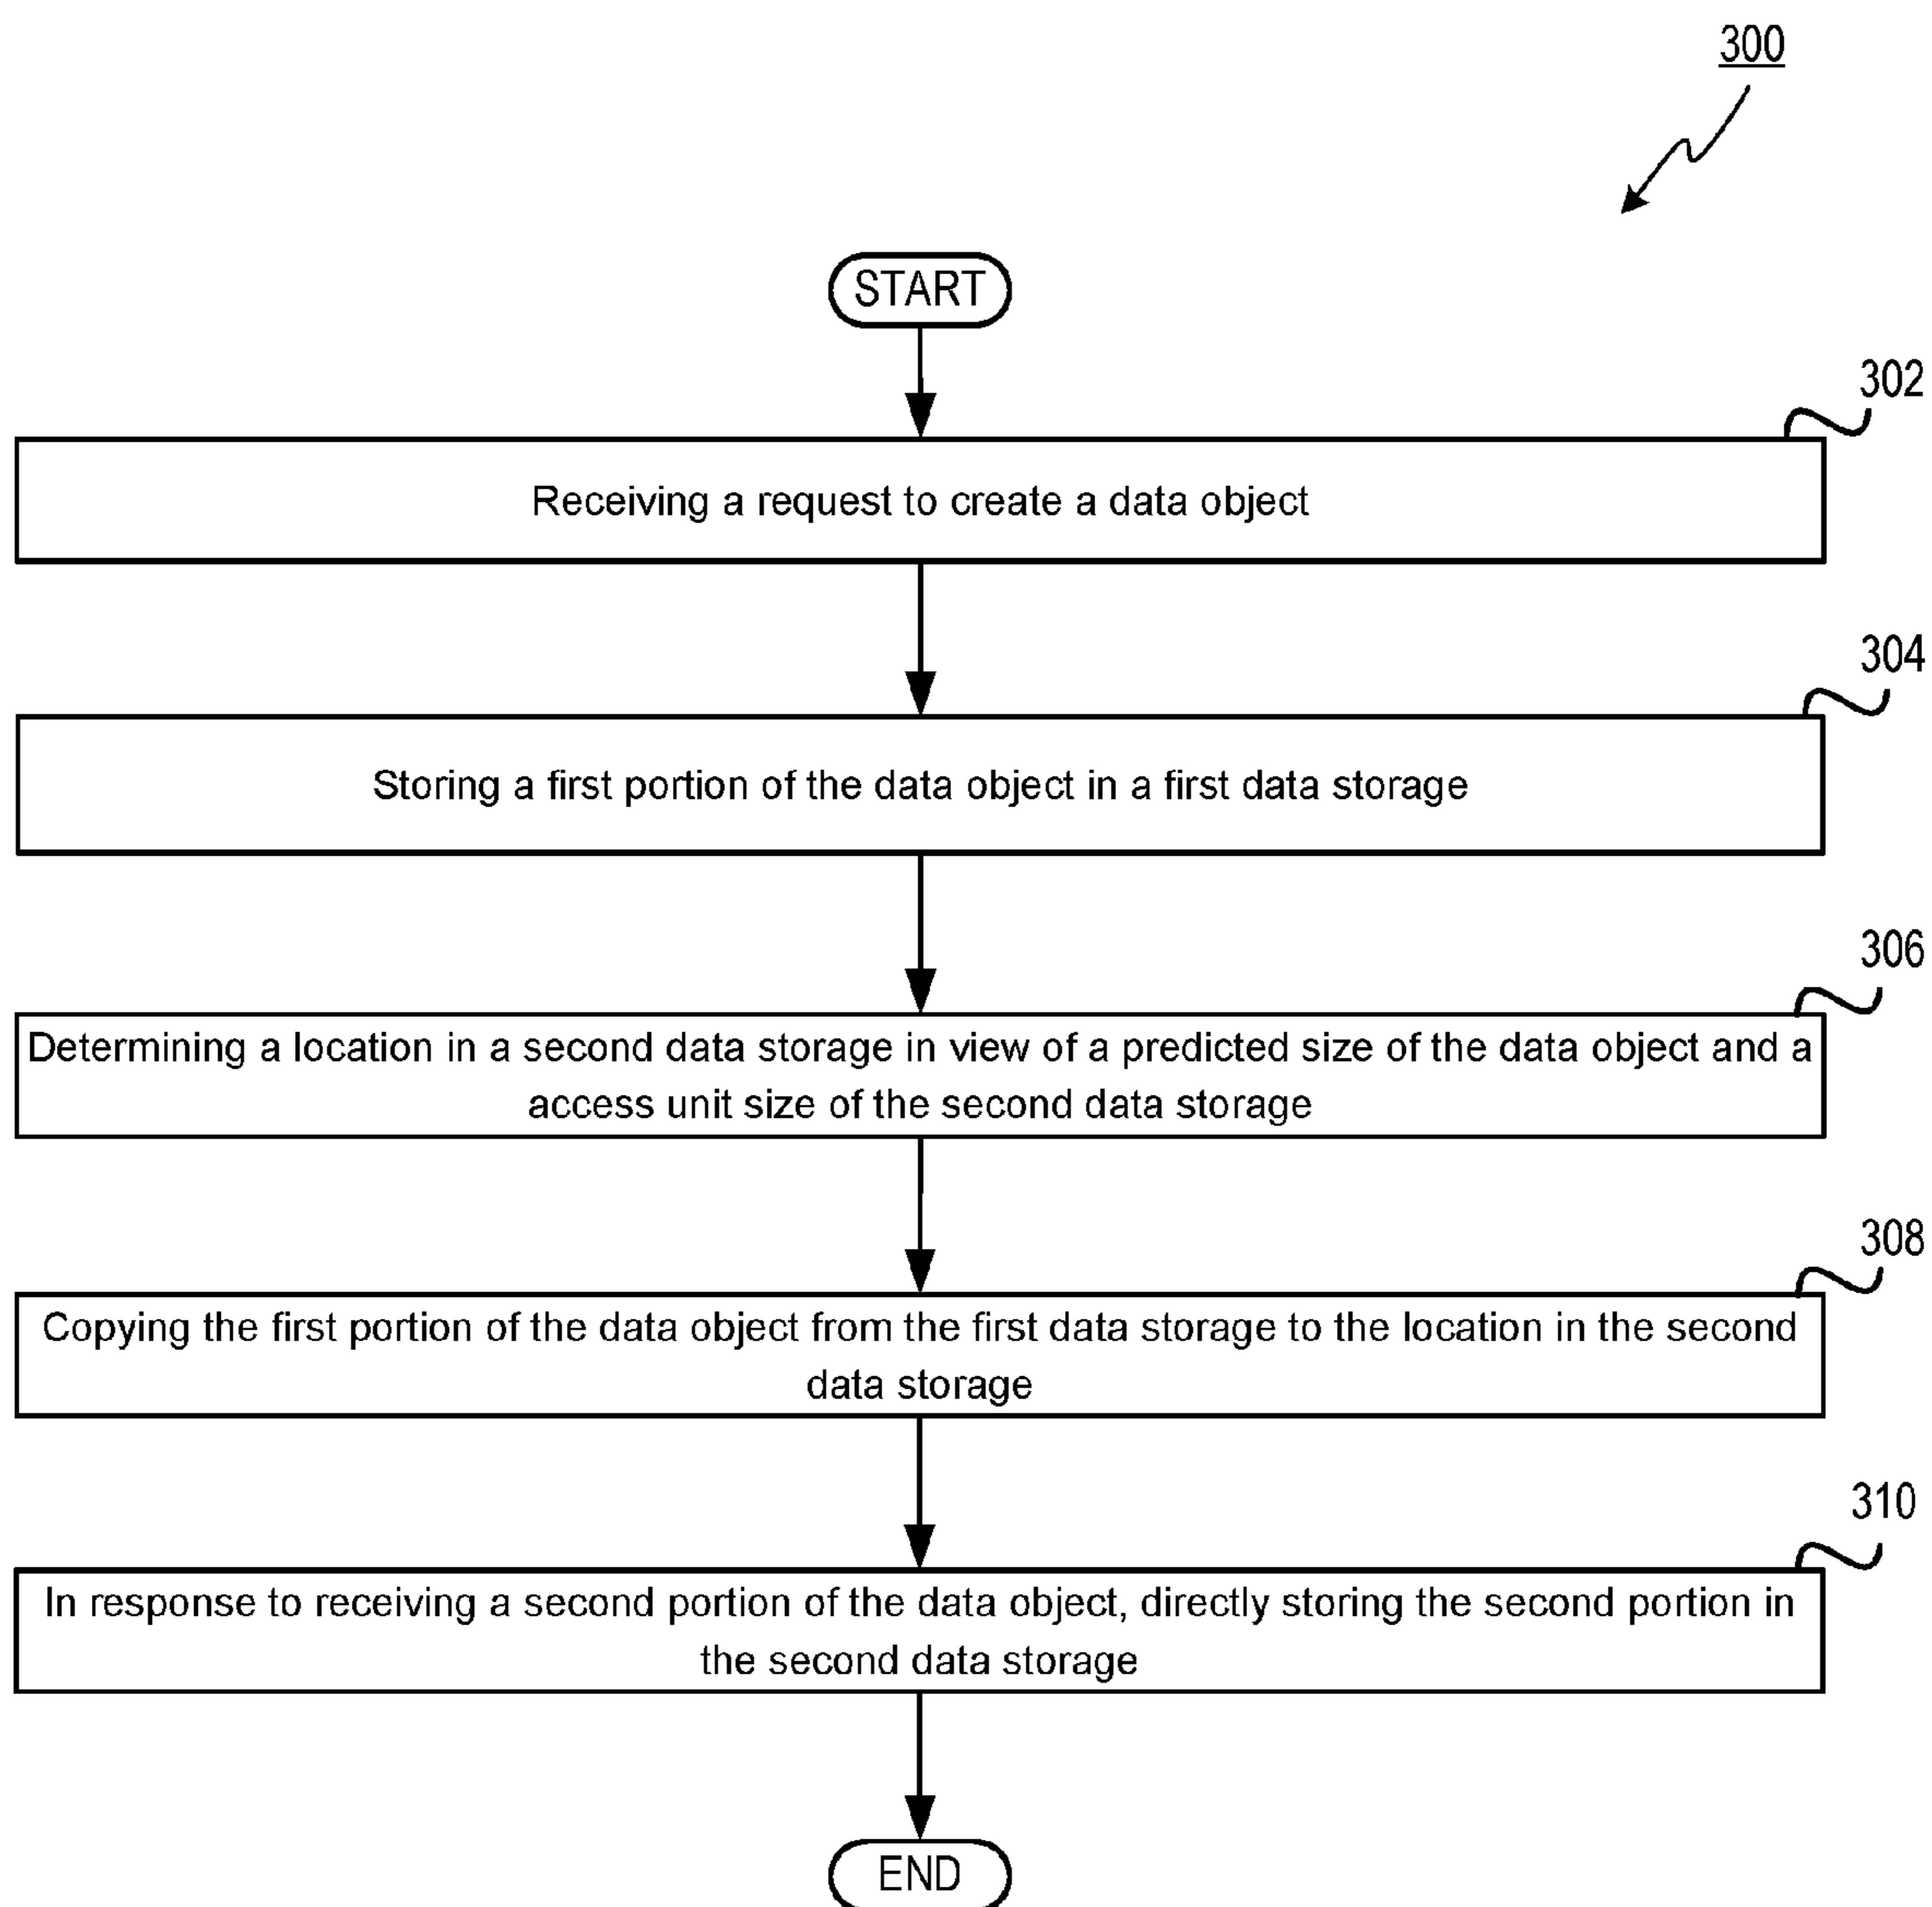 300
START
302
Receiving a request to create a data object
304
Storing a first portion of the data object in a first data storage
306
Determining a location in a second data storage in view of a predicted size of the data object and a
access unit size of the second data storage
308
Copying the first portion of the data object from the first data storage to the location in the second
data storage
310
In response to receiving a second portion of the data object, directly storing the second portion in
the second data storage
END